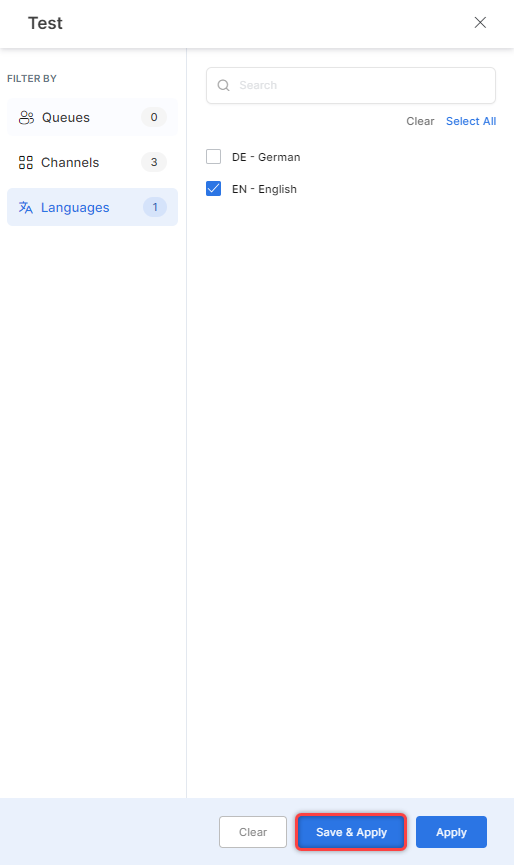 Test
FILTER BY
Queues 0
Channels 3
Languages 1
Search
Clear Select All
DE - German
EN - English
Clear Save & Apply Apply